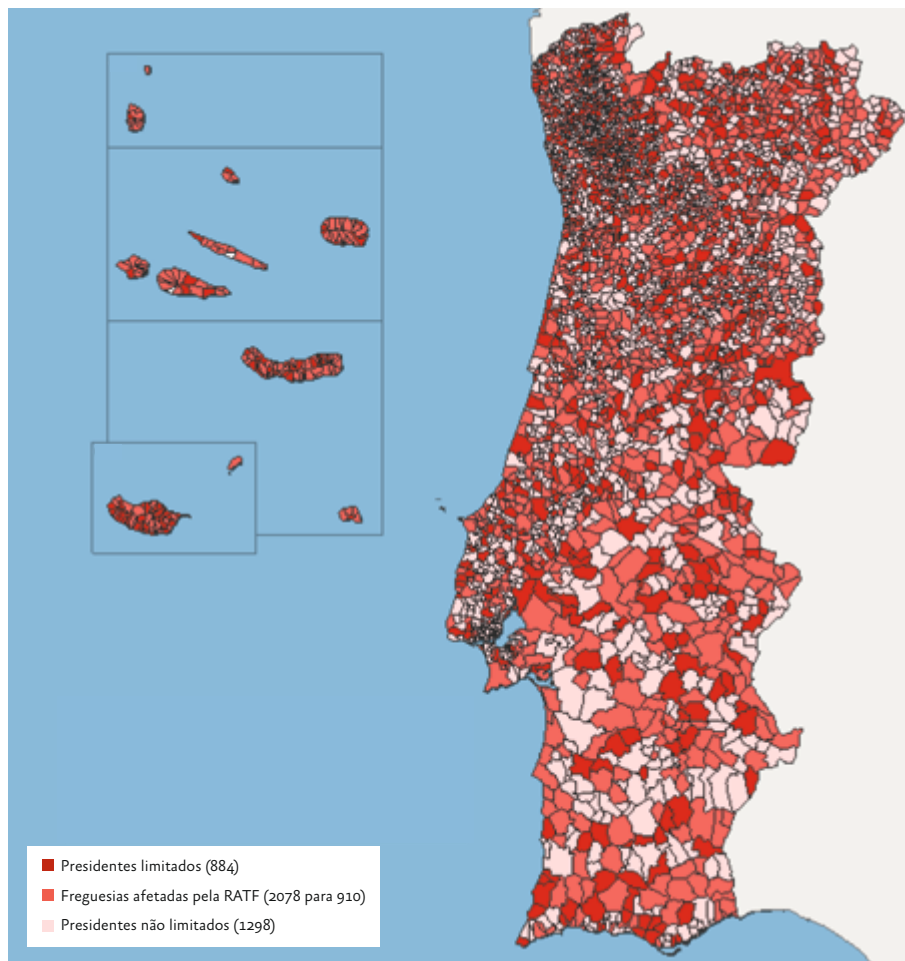 Presidentes limitados (884)
Freguesias afetadas pela RATF (2078 para 910)
Presidentes não limitados (1298)